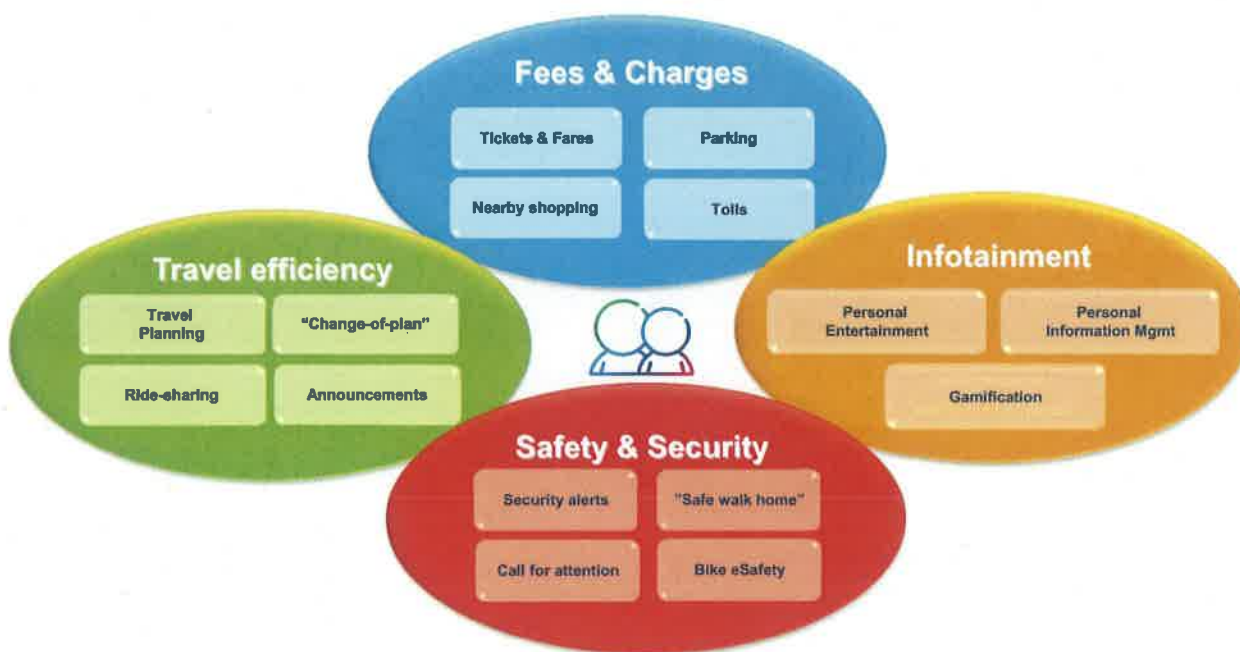 Fees & Charges
Tickets & Fares
Parking
Nearby shopping
Tolls
Travel efficiency
Travel
Planning
"Change-of-plan"
Ride-sharing
Announcements
Infotainment
Personal
Entertainment
Personal
Information Mgmt
Gamification
Safety & Security
Security alerts
"Safe walk home"
Call for attention
Bike eSafety